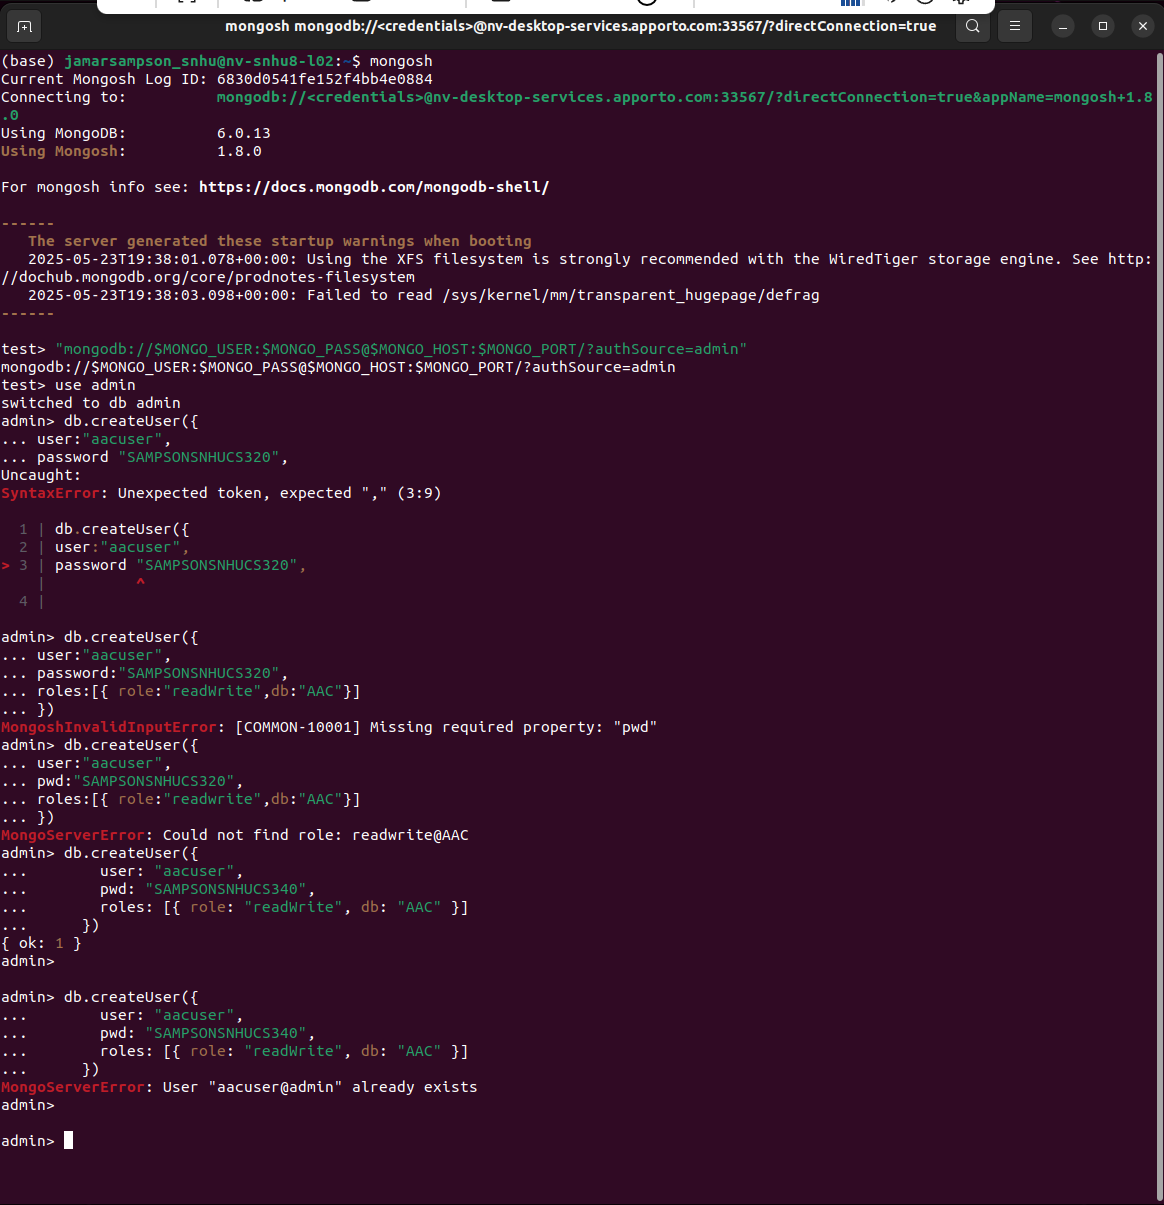 mongosh mongodb://<credentials>@nv-desktop-services.apporto.com:33567/?directConnection=true
(base) jamarsampson_snhu@nv-snhu8-l02:~$ mongosh
Current Mongosh Log ID: 6830d0541fe152f4bb4e0884
Connecting to:          mongodb://<credentials>@nv-desktop-services.apporto.com:33567/?directConnection=true&appName=mongosh+1.8
.0
Using MongoDB:          6.0.13
Using Mongosh:          1.8.0
For mongosh info see: https://docs.mongodb.com/mongodb-shell/
------
   The server generated these startup warnings when booting
   2025-05-23T19:38:01.078+00:00: Using the XFS filesystem is strongly recommended with the WiredTiger storage engine. See http:
//dochub.mongodb.org/core/prodnotes-filesystem
   2025-05-23T19:38:03.098+00:00: Failed to read /sys/kernel/mm/transparent_hugepage/defrag
------
test> "mongodb://$MONGO_USER:$MONGO_PASS@$MONGO_HOST:$MONGO_PORT/?authSource=admin"
mongodb://$MONGO_USER:$MONGO_PASS@$MONGO_HOST:$MONGO_PORT/?authSource=admin
test> use admin
switched to db admin
admin> db.createUser({
... user:"aacuser",
... password "SAMPSONSNHUCS320",
Uncaught:
SyntaxError: Unexpected token, expected "," (3:9)
  1 | db.createUser({
  2 | user:"aacuser",
> 3 | password "SAMPSONSNHUCS320",
    |          ^
  4 |
admin> db.createUser({
... user:"aacuser",
... password:"SAMPSONSNHUCS320",
... roles:[{ role:"readWrite",db:"AAC"}]
... })
MongoshInvalidInputError: [COMMON-10001] Missing required property: "pwd"
admin> db.createUser({
... user:"aacuser",
... pwd:"SAMPSONSNHUCS320",
... roles:[{ role:"readwrite",db:"AAC"}]
... })
MongoServerError: Could not find role: readwrite@AAC
admin> db.createUser({
...        user: "aacuser",
...        pwd: "SAMPSONSNHUCS340",
...        roles: [{ role: "readWrite", db: "AAC" }]
...      })
{ ok: 1 }
admin>
admin> db.createUser({
...        user: "aacuser",
...        pwd: "SAMPSONSNHUCS340",
...        roles: [{ role: "readWrite", db: "AAC" }]
...      })
MongoServerError: User "aacuser@admin" already exists
admin>
admin>